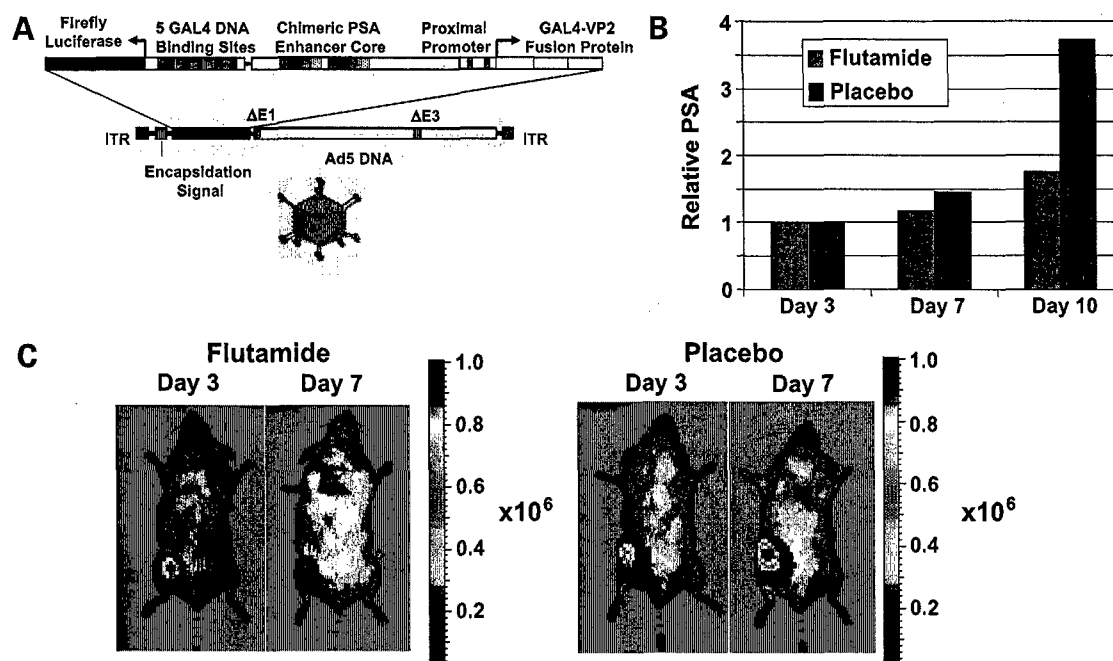 A
Firefly
Luciferase
5 GAL4 DNA
Binding Sites
Chimeric PSA
Enhancer Core
Proximal
Promoter
GAL4-VP2
Fusion Protein
ΔE1
ΔE3
ITR
ITR
Encapsidation
Signal
Ad5 DNA
B
Relative PSA
4
3
2
1
0
Flutamide
Placebo
Day 3
Day 7
Day 10
C
Flutamide
Day 3
Day 7
1.0
0.8
0.6
0.4
0.2
x10⁶
Placebo
Day 3
Day 7
1.0
0.8
0.6
0.4
0.2
x10⁶